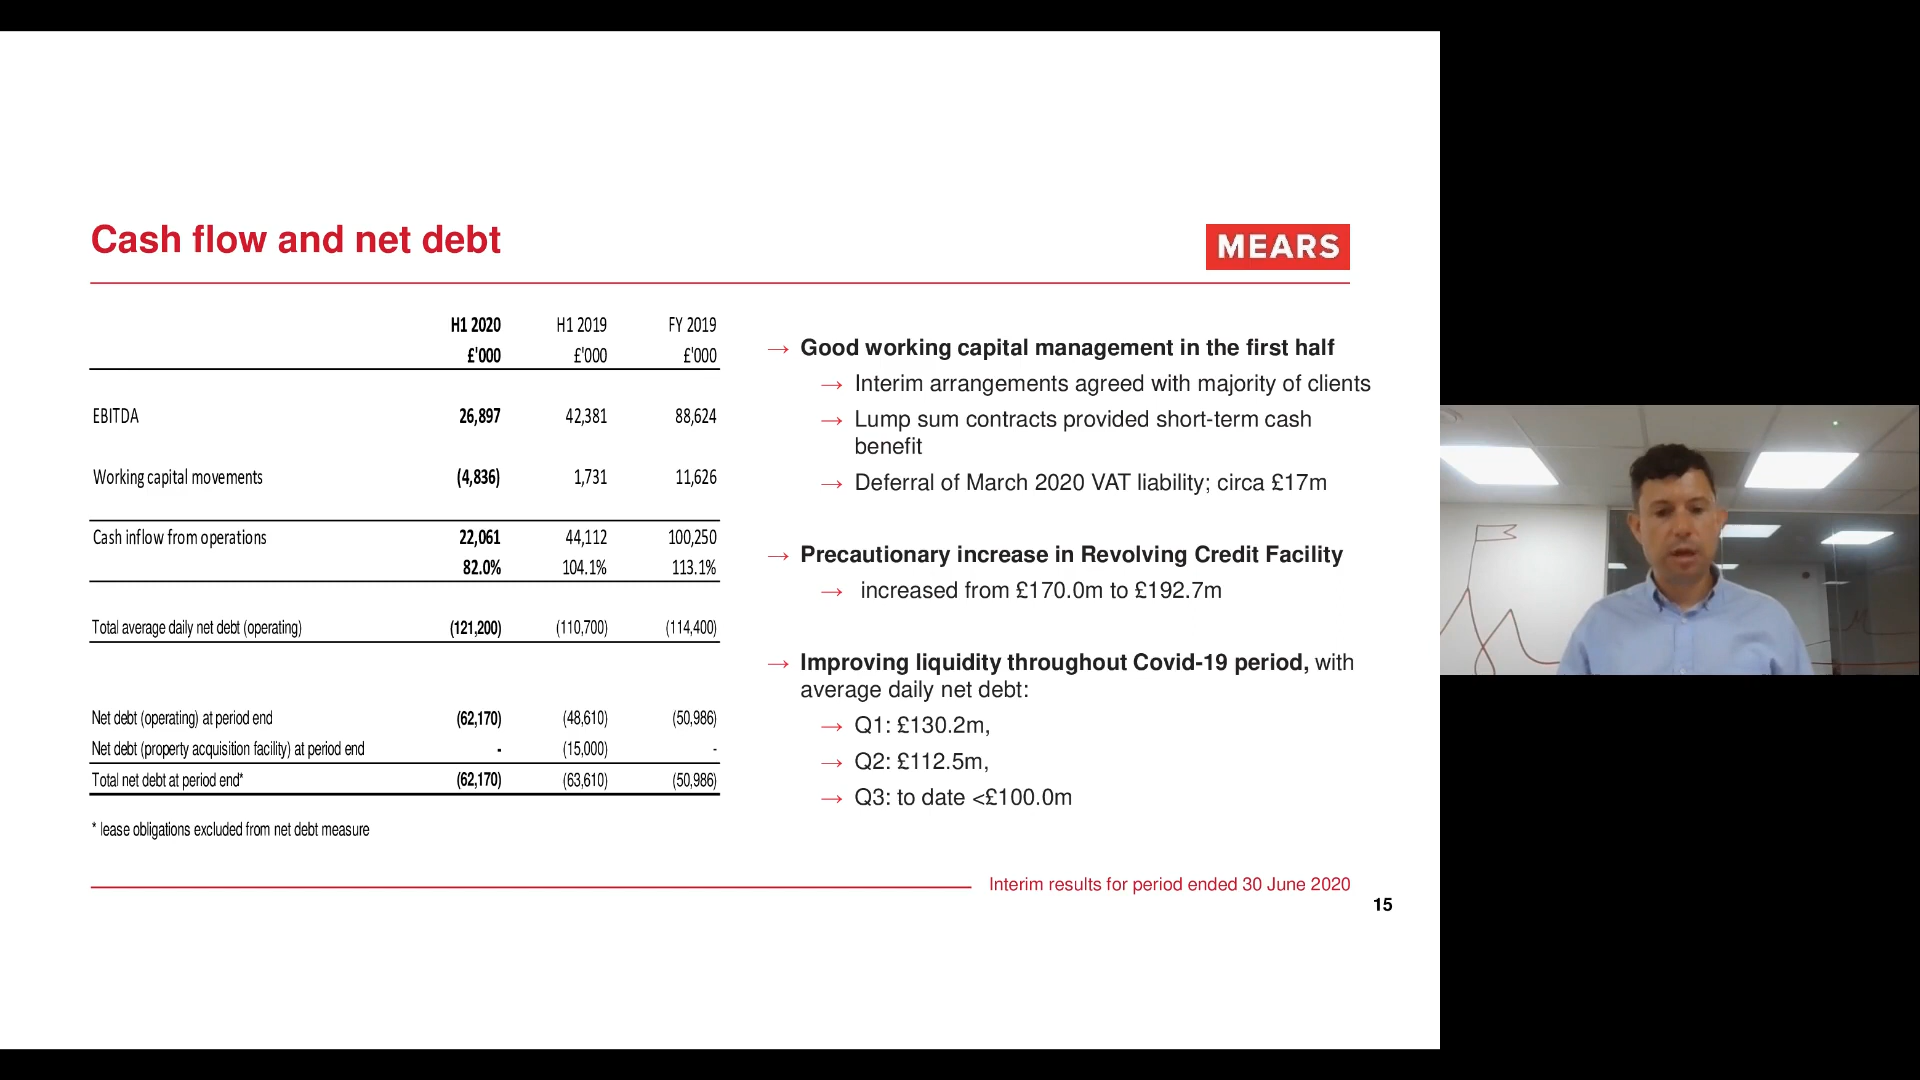 Cash flow and net debt
MEARS
H1 2020 H1 2019 FY 2019
£'000 £'000 £'000
EBITDA 26,897 42,381 88,624
Working capital movements (4,836) 1,731 11,626
Cash inflow from operations 22,061 44,112 100,250
82.0% 104.1% 113.1%
Total average daily net debt (operating) (121,200) (110,700) (114,400)
Net debt (operating) at period end (62,170) (48,610) (50,986)
Net debt (property acquisition facility) at period end - (15,000) -
Total net debt at period end* (62,170) (63,610) (50,986)
* lease obligations excluded from net debt measure
→ Good working capital management in the first half
→ Interim arrangements agreed with majority of clients
→ Lump sum contracts provided short-term cash
benefit
→ Deferral of March 2020 VAT liability; circa £17m
→ Precautionary increase in Revolving Credit Facility
→ increased from £170.0m to £192.7m
→ Improving liquidity throughout Covid-19 period, with
average daily net debt:
→ Q1: £130.2m,
→ Q2: £112.5m,
→ Q3: to date <£100.0m
Interim results for period ended 30 June 2020
15